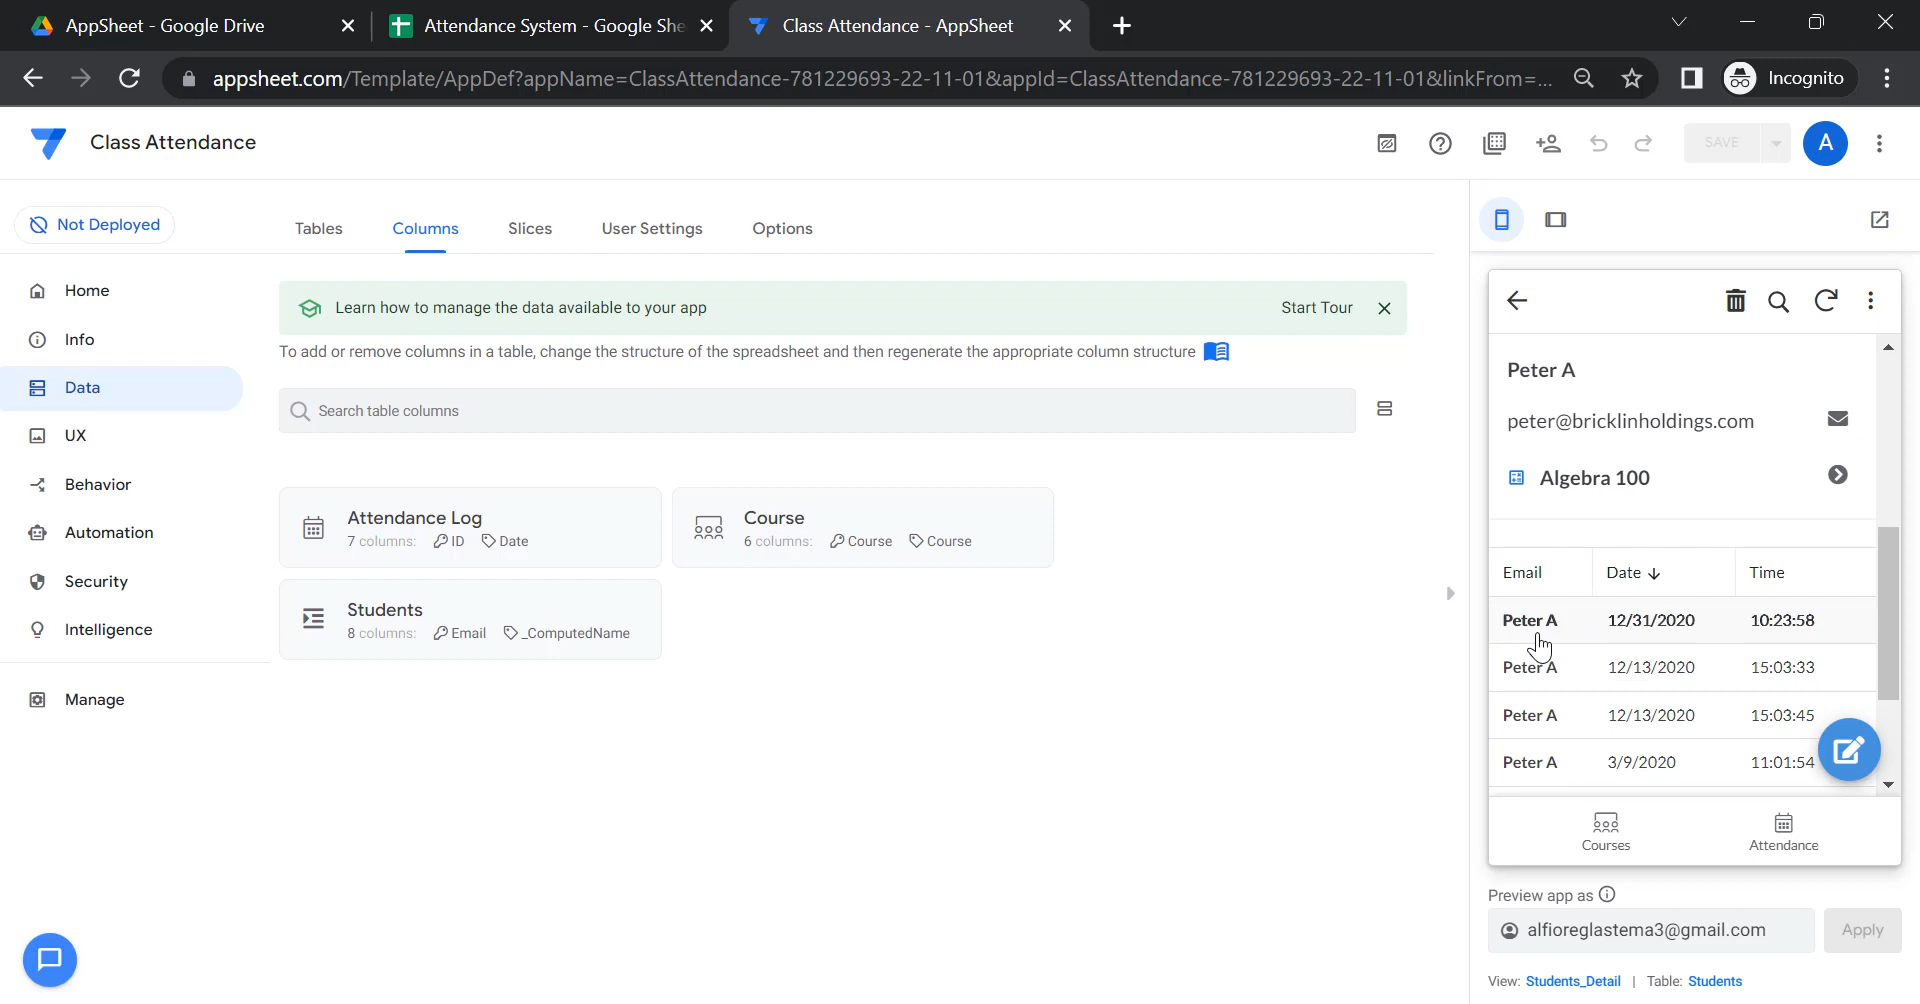 AppSheet - Google Drive
Attendance System - Google She
Class Attendance - AppSheet
appsheet.com/Template/AppDef?appName=ClassAttendance-781229693-22-11-01&appId=ClassAttendance-781229693-22-11-01&linkFrom=...
Incognito
Class Attendance
SAVE
A
Not Deployed
Tables
Columns
Slices
User Settings
Options
Home
Info
Data
UX
Behavior
Automation
Security
Intelligence
Manage
Learn how to manage the data available to your app
Start Tour
To add or remove columns in a table, change the structure of the spreadsheet and then regenerate the appropriate column structure
Search table columns
Attendance Log
7 columns: ID Date
Course
6 columns: Course Course
Students
8 columns: Email _ComputedName
Peter A
peter@bricklinholdings.com
Algebra 100
Email Date Time
Peter A 12/31/2020 10:23:58
Peter A 12/13/2020 15:03:33
Peter A 12/13/2020 15:03:45
Peter A 3/9/2020 11:01:54
Courses
Attendance
Preview app as
alfioreglastema3@gmail.com
Apply
View: Students_Detail | Table: Students